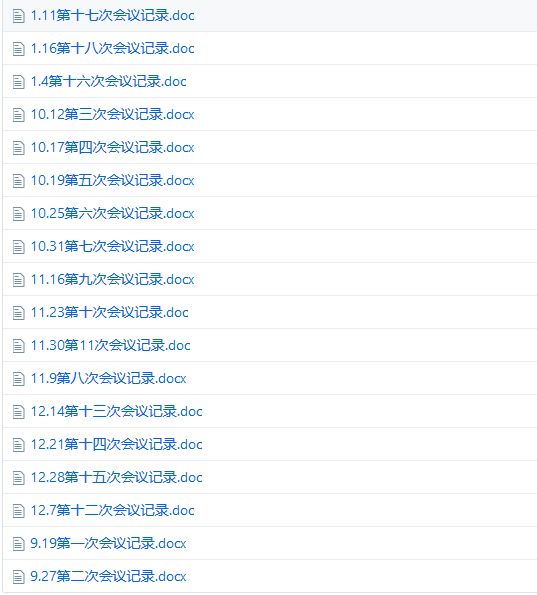 1.11第十七次会议记录.doc
1.16第十八次会议记录.doc
1.4第十六次会议记录.doc
10.12第三次会议记录.docx
10.17第四次会议记录.docx
10.19第五次会议记录.docx
10.25第六次会议记录.docx
10.31第七次会议记录.docx
11.16第九次会议记录.docx
11.23第十次会议记录.doc
11.30第11次会议记录.doc
11.9第八次会议记录.docx
12.14第十三次会议记录.doc
12.21第十四次会议记录.doc
12.28第十五次会议记录.doc
12.7第十二次会议记录.doc
9.19第一次会议记录.docx
9.27第二次会议记录.docx